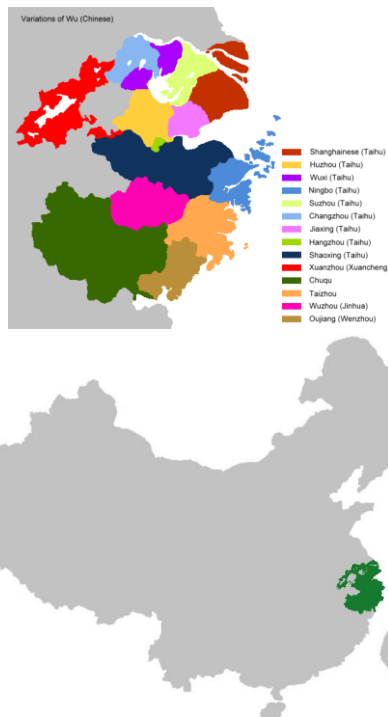 Variations of Wu (Chinese)
Shanghainese (Taihu)
Huzhou (Taihu)
Wuxi (Taihu)
Ningbo (Taihu)
Suzhou (Taihu)
Changzhou (Taihu)
Jiaxing (Taihu)
Hangzhou (Taihu)
Shaoxing (Taihu)
Xuanzhou (Xuancheng)
Chuqu
Taizhou
Wuzhou (Jinhua)
Oujiang (Wenzhou)